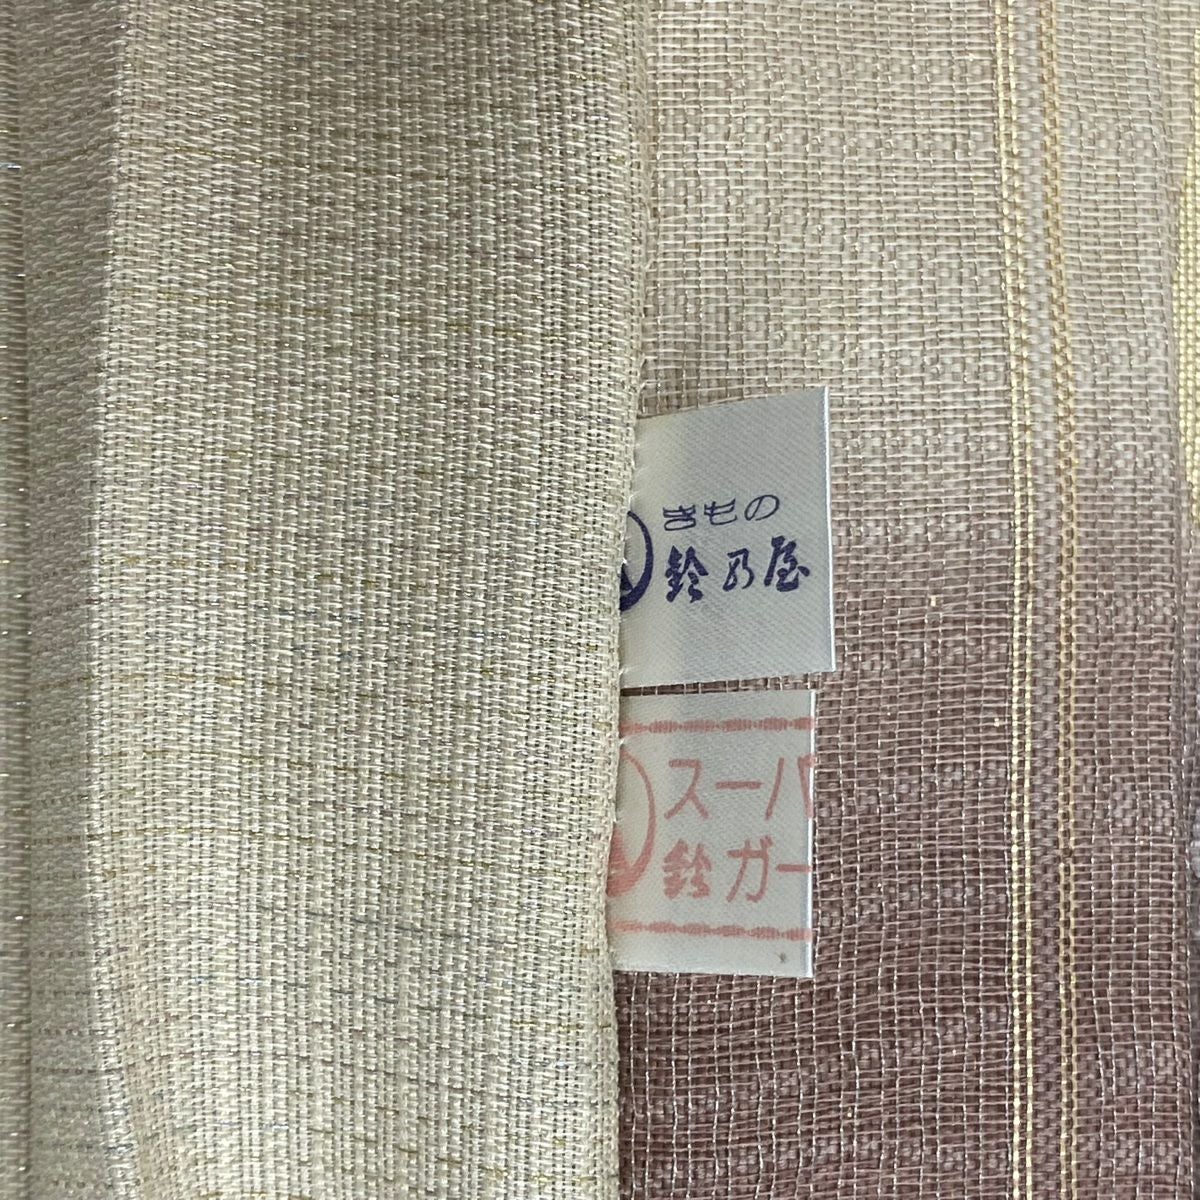 きもの
鈴乃屋
スーパ
鈴ガー